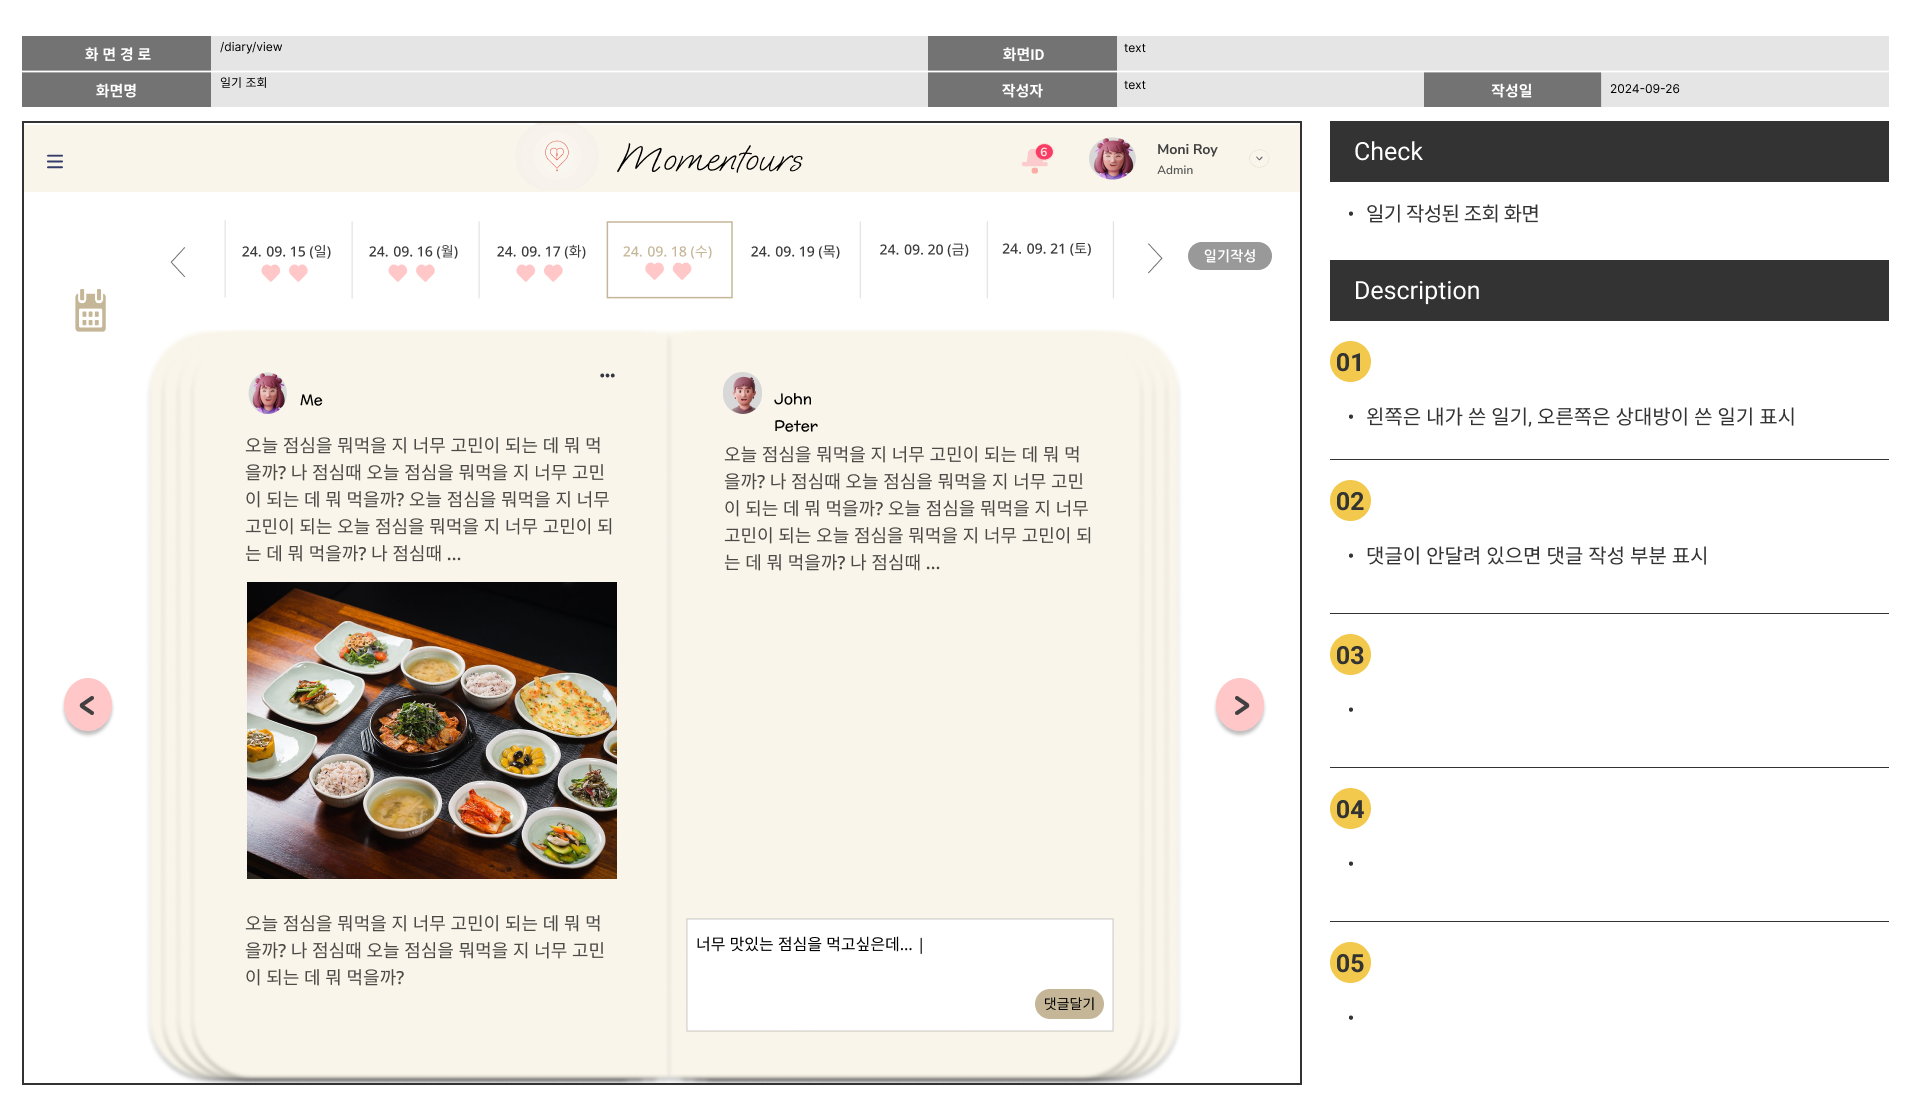 화 면 경 로
/diary/view
화면ID
text
화면명
일기 조회
작성자
text
작성일
2024-09-26
Momentours
6
Moni Roy
Admin
24. 09. 15 (일)
24. 09. 16 (월)
24. 09. 17 (화)
24. 09. 18 (수)
24. 09. 19 (목)
24. 09. 20 (금)
24. 09. 21 (토)
일기작성
Me
오늘 점심을 뭐먹을 지 너무 고민이 되는 데 뭐 먹
을까? 나 점심때 오늘 점심을 뭐먹을 지 너무 고민
이 되는 데 뭐 먹을까? 오늘 점심을 뭐먹을 지 너무
고민이 되는 오늘 점심을 뭐먹을 지 너무 고민이 되
는 데 뭐 먹을까? 나 점심때 ...
오늘 점심을 뭐먹을 지 너무 고민이 되는 데 뭐 먹
을까? 나 점심때 오늘 점심을 뭐먹을 지 너무 고민
이 되는 데 뭐 먹을까?
John
Peter
오늘 점심을 뭐먹을 지 너무 고민이 되는 데 뭐 먹
을까? 나 점심때 오늘 점심을 뭐먹을 지 너무 고민
이 되는 데 뭐 먹을까? 오늘 점심을 뭐먹을 지 너무
고민이 되는 오늘 점심을 뭐먹을 지 너무 고민이 되
는 데 뭐 먹을까? 나 점심때 ...
너무 맛있는 점심을 먹고싶은데... |
댓글달기
Check
• 일기 작성된 조회 화면
Description
01
• 왼쪽은 내가 쓴 일기, 오른쪽은 상대방이 쓴 일기 표시
02
• 댓글이 안달려 있으면 댓글 작성 부분 표시
03
•
04
•
05
•